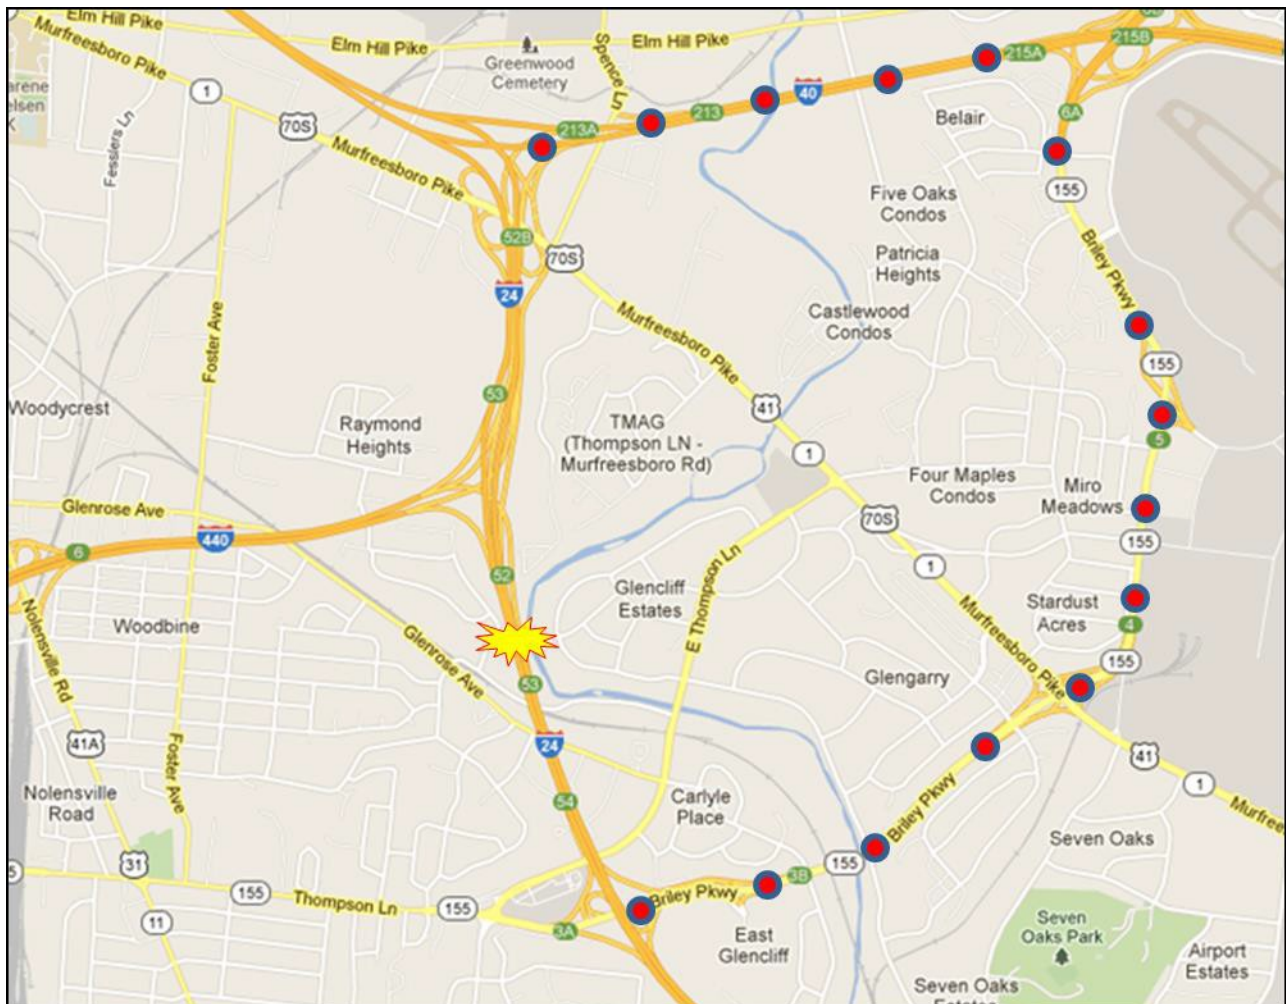 Elm Hill Pike
Elm Hill Pike
Elm Hill Pike
215B
Murfreesboro Pike
Greenwood
Cemetery
Spence Ln
215A
1
40
70S
213A
213
Belair
6A
Fesslers Ln
Murfreesboro Pike
155
Five Oaks
Condos
52B
70S
Patricia
Heights
Briley Pkwy
24
Castlewood
Condos
Foster Ave
Murfreesboro Pike
155
53
Woodycrest
Raymond
Heights
TMAG
(Thompson LN -
Murfreesboro Rd)
41
5
1
Four Maples
Condos
Miro
Meadows
Glenrose Ave
70S
440
6
155
E Thompson Ln
1
52
Glencliff
Estates
Stardust
Acres
Woodbine
4
Nolensville Rd
Glenrose Ave
Murfreesboro Pike
155
Glengarry
53
41A
24
41
Foster Ave
1
Nolensville
Road
54
Carlyle
Place
Briley Pkwy
Murfree
Seven Oaks
31
155
3B
155
Thompson Ln
155
Briley Pkwy
11
3A
East
Glencliff
Seven
Oaks Park
Airport
Estates
Seven Oaks